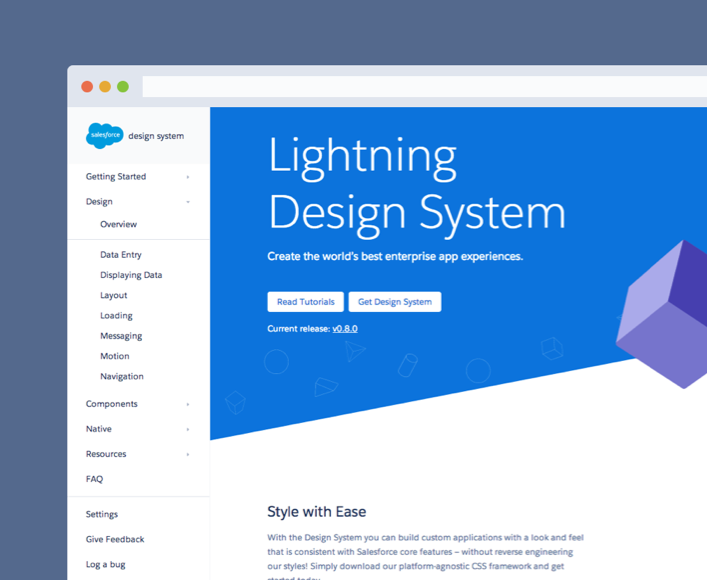 salesforce design system
Getting Started
Design
Overview
Data Entry
Displaying Data
Layout
Loading
Messaging
Motion
Navigation
Components
Native
Resources
FAQ
Settings
Give Feedback
Log a bug
Lightning
Design System
Create the world's best enterprise app experiences.
Read Tutorials Get Design System
Current release: v0.8.0
Style with Ease
With the Design System you can build custom applications with a look and feel
that is consistent with Salesforce core features – without reverse engineering
our styles! Simply download our platform-agnostic CSS framework and get
started today